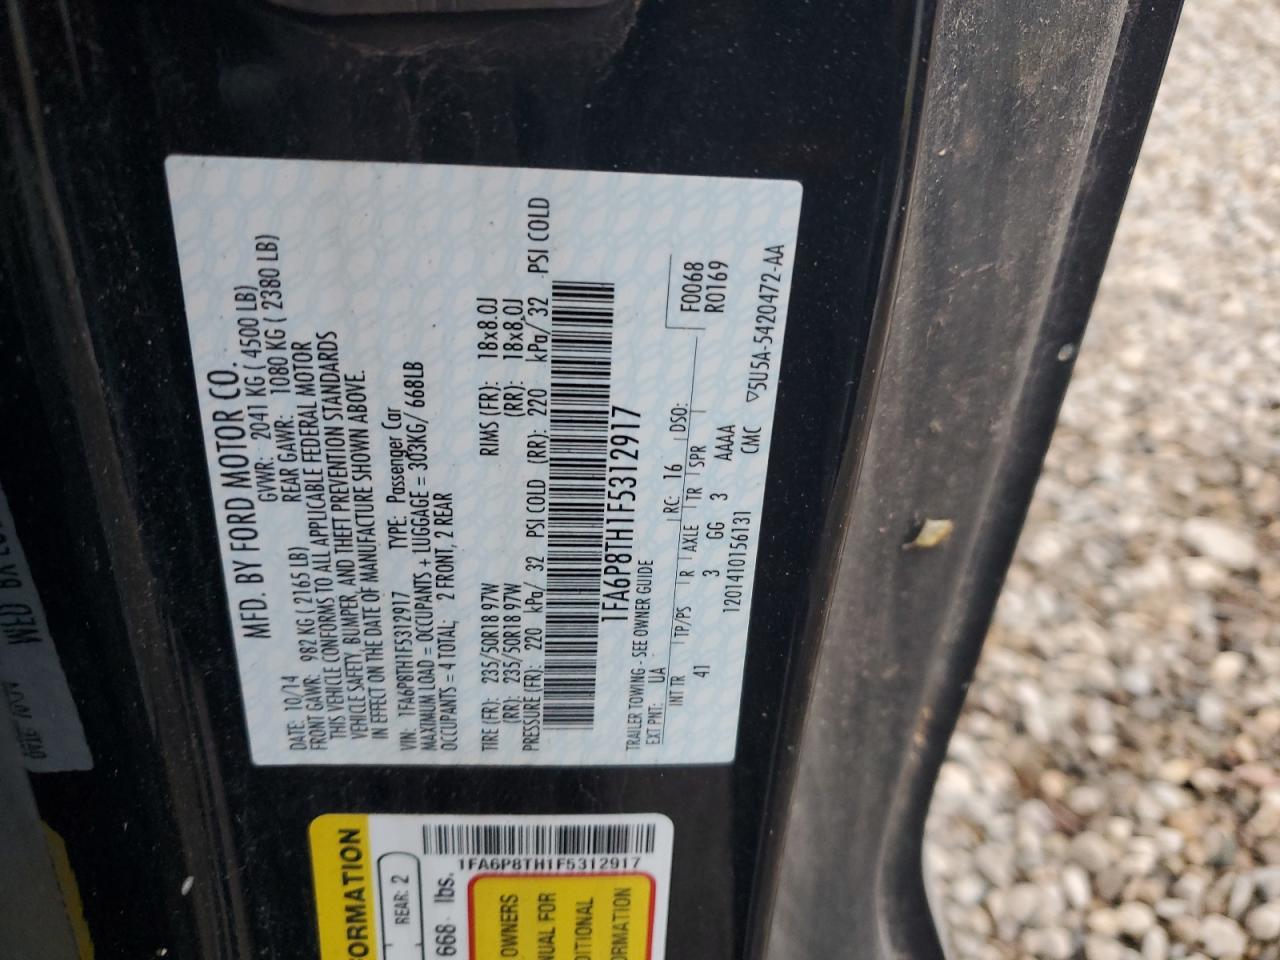 MFD. BY FORD MOTOR CO.
DATE: 10/14 GVWR: 2041 KG ( 4500 LB)
FRONT GAWR: 982 KG ( 2165 LB) REAR GAWR: 1080 KG ( 2380 LB)
THIS VEHICLE CONFORMS TO ALL APPLICABLE FEDERAL MOTOR
VEHICLE SAFETY, BUMPER, AND THEFT PREVENTION STANDARDS
IN EFFECT ON THE DATE OF MANUFACTURE SHOWN ABOVE.
VIN: 1FA6P8TH1F5312917 TYPE: Passenger Car
MAXIMUM LOAD = OCCUPANTS + LUGGAGE = 303KG/ 668LB
OCCUPANTS = 4 TOTAL; 2 FRONT, 2 REAR
TIRE (FR): 235/50R18 97W RIMS (FR): 18x8.0J
(RR): 235/50R18 97W (RR): 18x8.0J
PRESSURE (FR): 220 kPa/ 32 PSI COLD (RR): 220 kPa/ 32 PSI COLD
1FA6P8TH1F5312917
TRAILER TOWING - SEE OWNER GUIDE
EXT PNT: UA RC: 16 DSO: F0068
R0169
INT TR TP/PS R AXLE TR SPR
41 3 GG 3 AAAA
1201410156131 CMC ▽5U5A-5420472-AA
ORMATION
REAR: 2
668 lbs.
1FA6P8TH1F5312917
OWNERS
NUAL FOR
DITIONAL
ORMATION